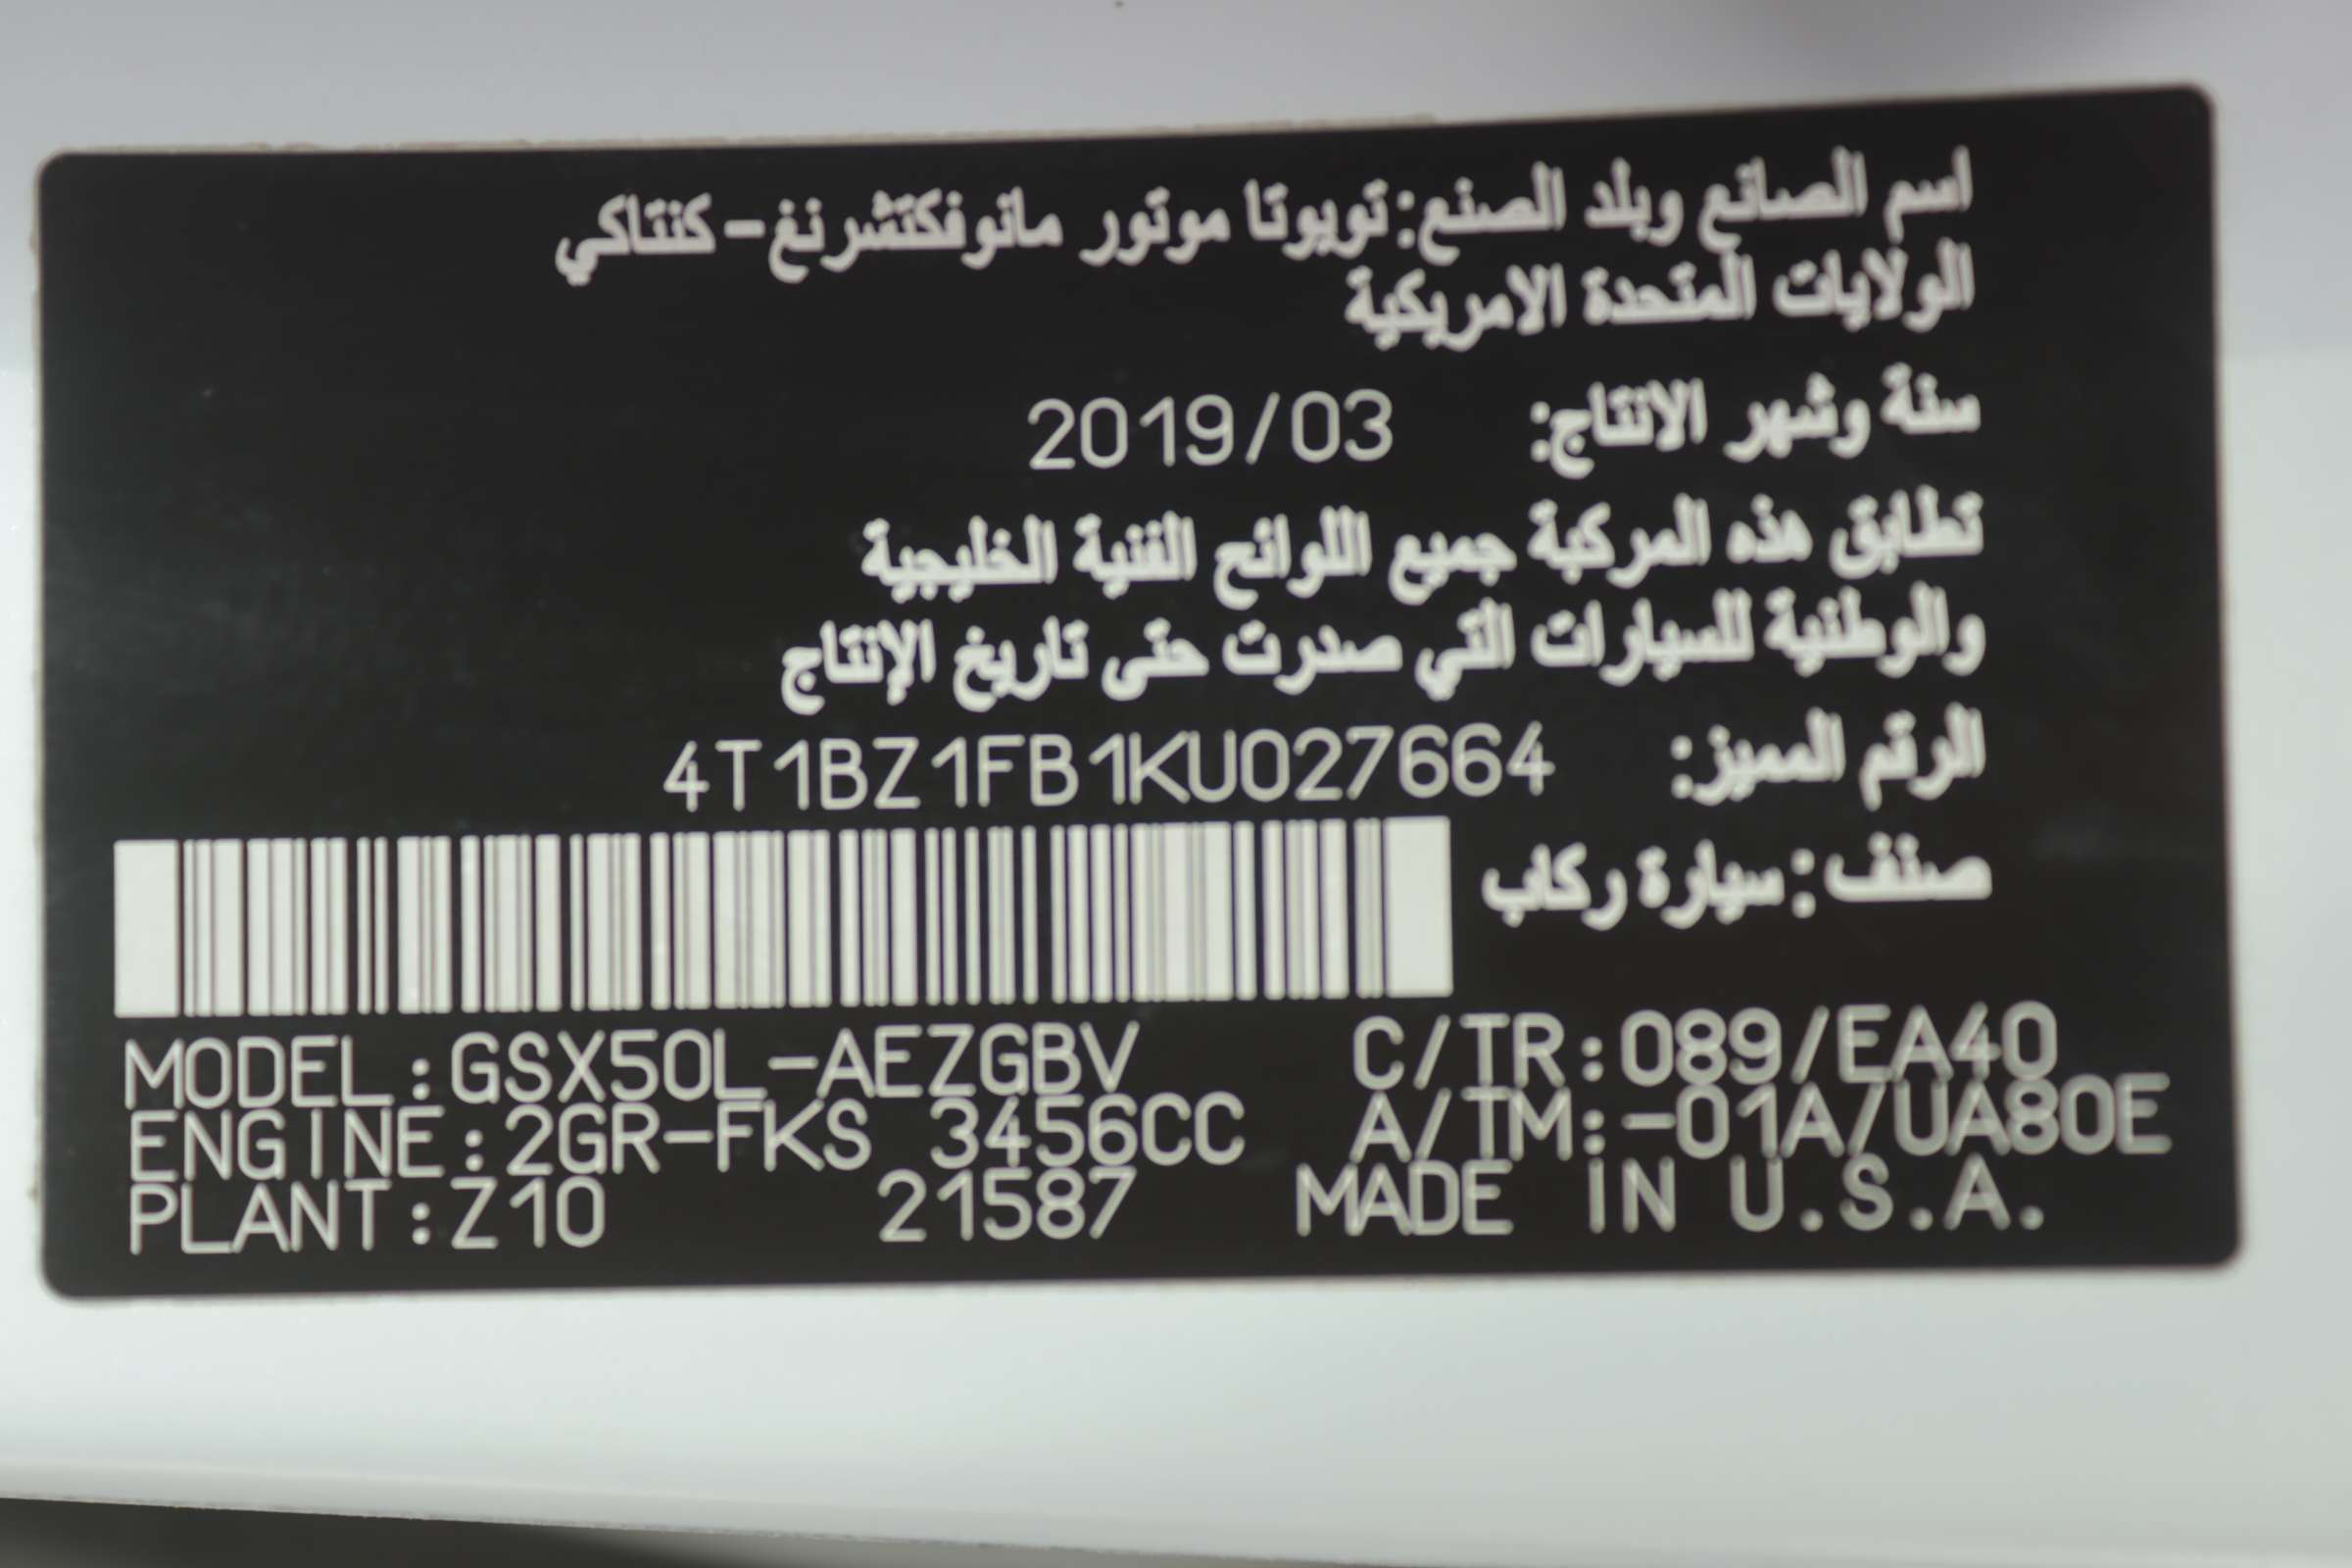 اسم الصانع وبلد الصنع: تويوتا موتور مانوفكتشرنغ - كنتاكي
الولايات المتحدة الامريكية
سنة وشهر الانتاج: 2019/03
تطابق هذه المركبة جميع اللوائح الفنية الخليجية
والوطنية للسيارات التي صدرت حتى تاريخ الإنتاج
الرقم المميز: 4T1BZ1FB1KU027664
صنف: سيارة ركاب
MODEL:GSX50L-AEZGBV C/TR:089/EA40
ENGINE:2GR-FKS 3456CC A/TM:-01A/UA80E
PLANT:Z10 21587 MADE IN U.S.A.